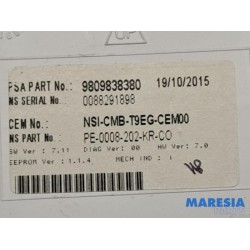 PSA PART No.: 9809838380 19/10/2015
NS SERIAL No: 0088291898
CEM No.: NSI-CMB-T9EG-CEM00
NS PART No.: PE-0008-202-KR-CO
SW Ver : 7.11 DIAG Ver: 00 HW Ver: 7.0
EEPROM Ver : 1.1.4 MECH IND : 1
MARESIA